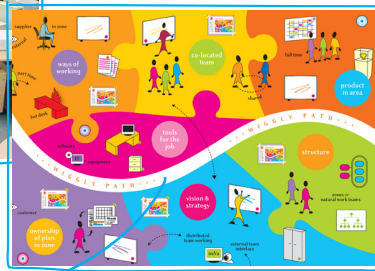 supplier
in zone
ways of
working
co-located
team
full time
product
in area
part time
shared
hot desk
tools
for the
job
software
equipment
WIGGLY PATH
WIGGLY PATH
structure
customer
vision &
strategy
natural work teams
ownership
of plan
in zone
distributed
team working
external team
interface